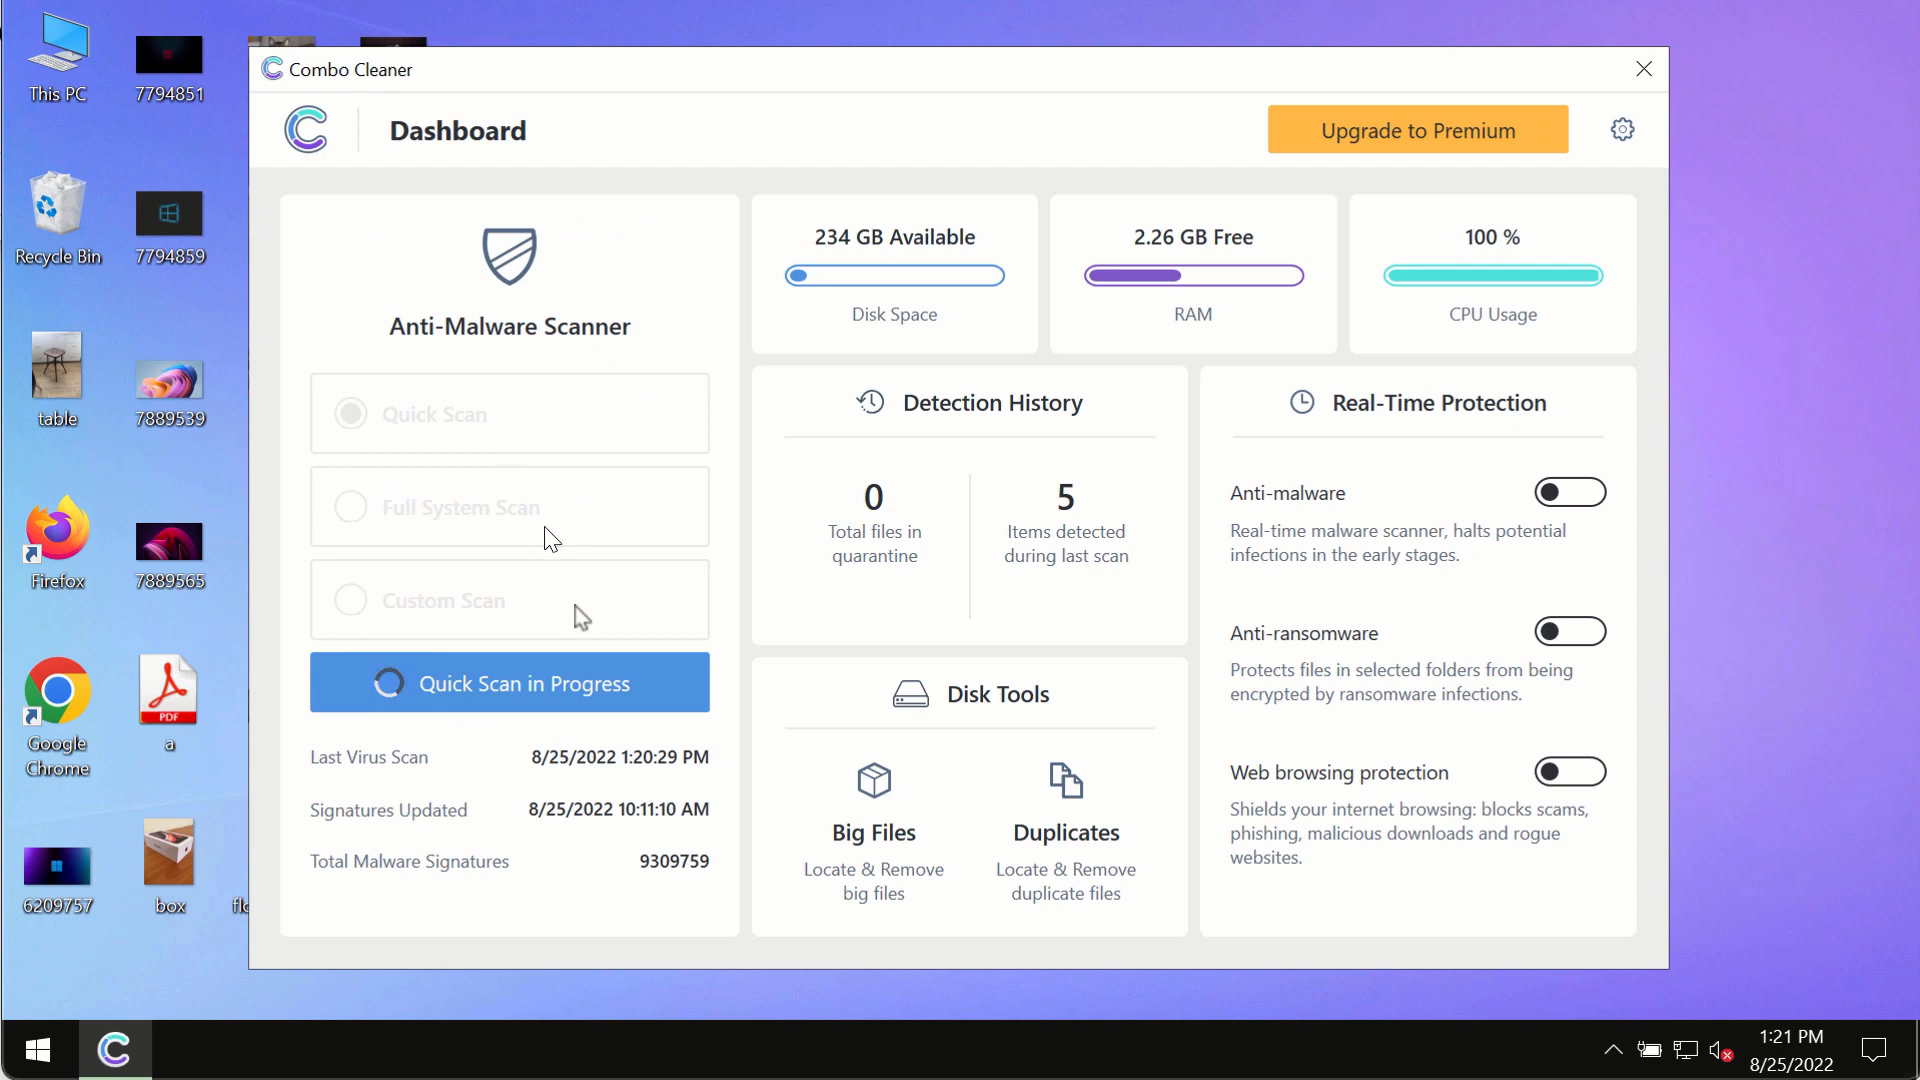 This PC
7794851
Recycle Bin
7794859
table
7889539
Firefox
7889565
Google
Chrome
PDF
a
6209757
box
Combo Cleaner
Dashboard
Upgrade to Premium
Anti-Malware Scanner
Quick Scan
Full System Scan
Custom Scan
Quick Scan in Progress
Last Virus Scan 8/25/2022 1:20:29 PM
Signatures Updated 8/25/2022 10:11:10 AM
Total Malware Signatures 9309759
234 GB Available
Disk Space
2.26 GB Free
RAM
100 %
CPU Usage
Detection History
0
Total files in
quarantine
5
Items detected
during last scan
Disk Tools
Big Files
Locate & Remove
big files
Duplicates
Locate & Remove
duplicate files
Real-Time Protection
Anti-malware
Real-time malware scanner, halts potential
infections in the early stages.
Anti-ransomware
Protects files in selected folders from being
encrypted by ransomware infections.
Web browsing protection
Shields your internet browsing: blocks scams,
phishing, malicious downloads and rogue
websites.
1:21 PM
8/25/2022